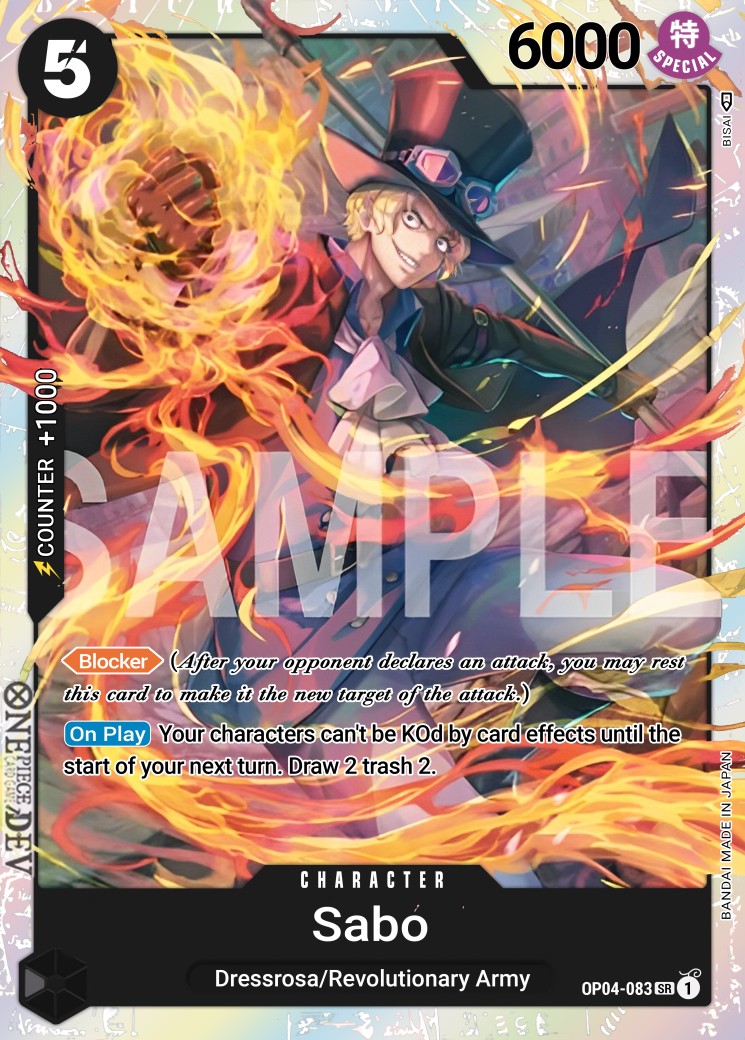 5
6000
特
SPECIAL
BISAI
COUNTER +1000
SAMPLE
Blocker (After your opponent declares an attack, you may rest
this card to make it the new target of the attack.)
On Play Your characters can't be KOd by card effects until the
start of your next turn. Draw 2 trash 2.
ONE PIECE DEV
BANDAI MADE IN JAPAN
CHARACTER
Sabo
Dressrosa/Revolutionary Army
OP04-083 SR 1